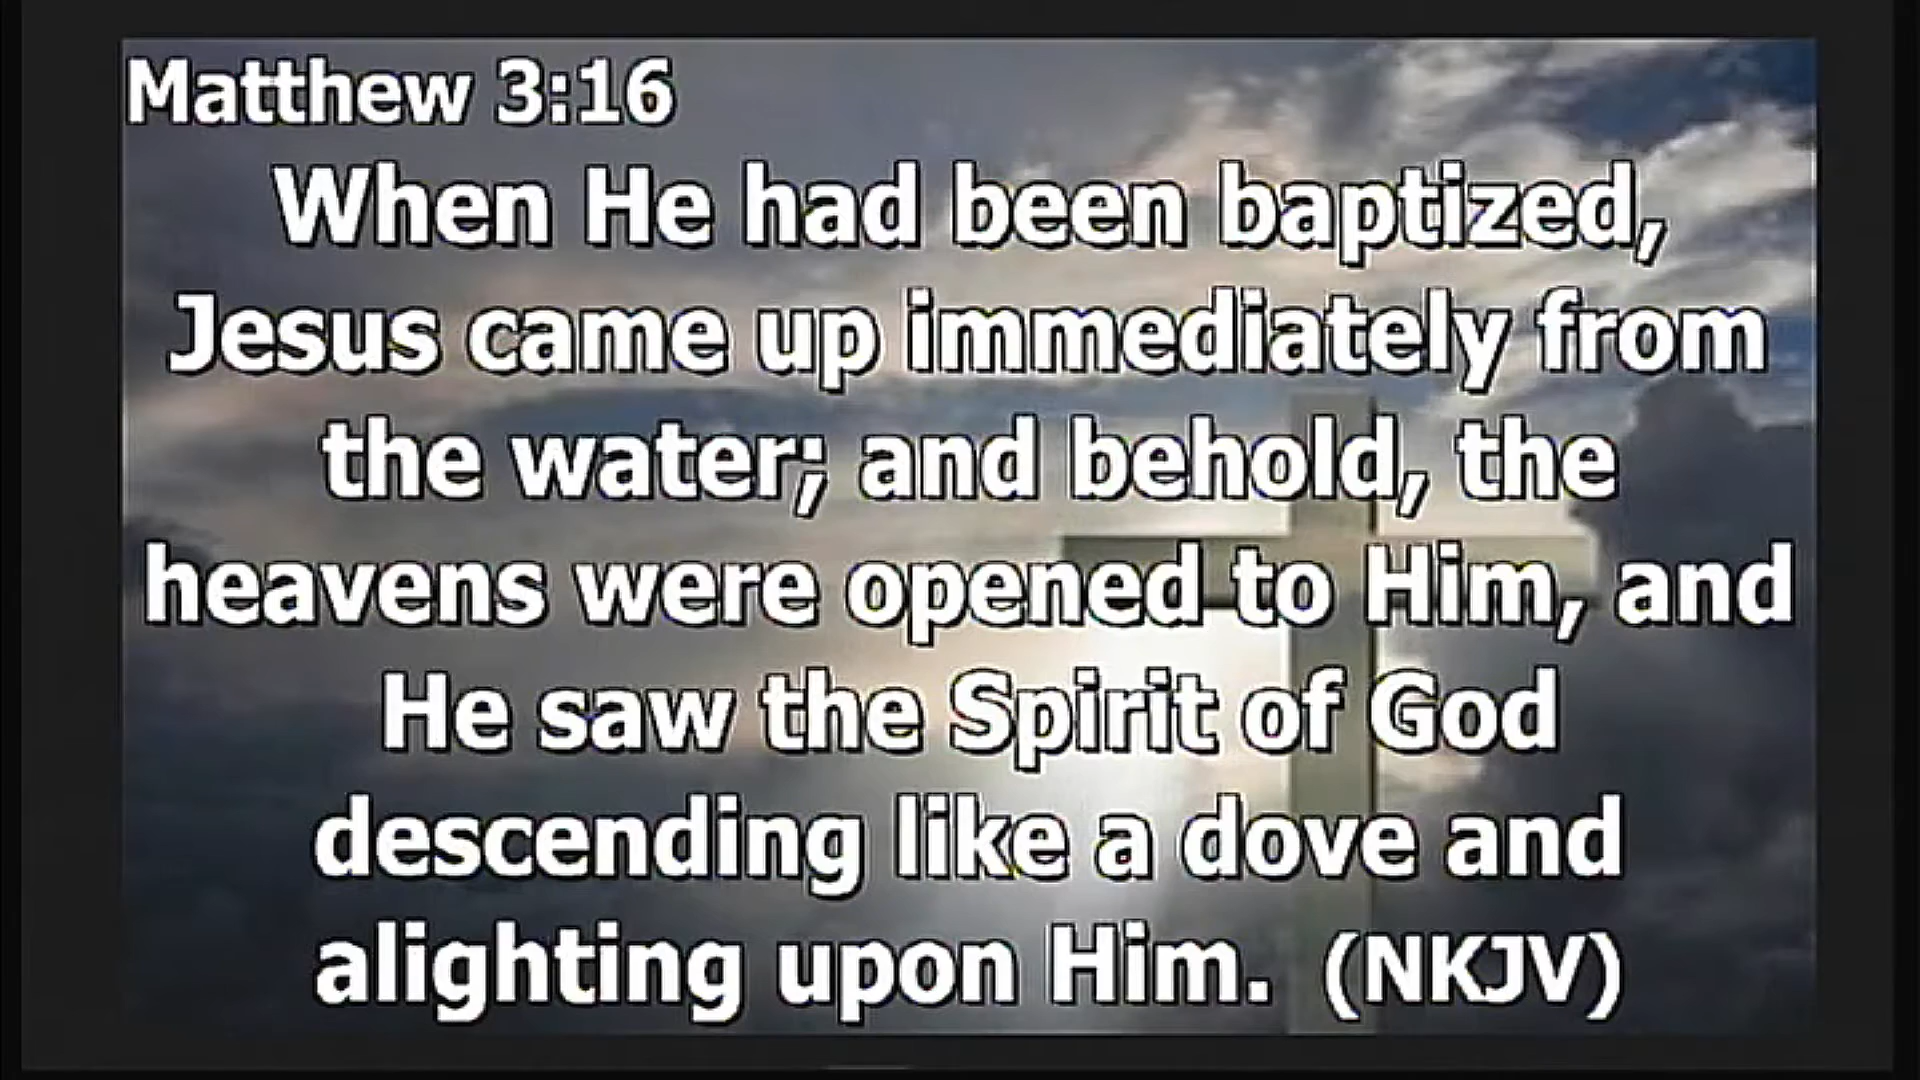 Matthew 3:16
When He had been baptized,
Jesus came up immediately from
the water; and behold, the
heavens were opened to Him, and
He saw the Spirit of God
descending like a dove and
alighting upon Him. (NKJV)